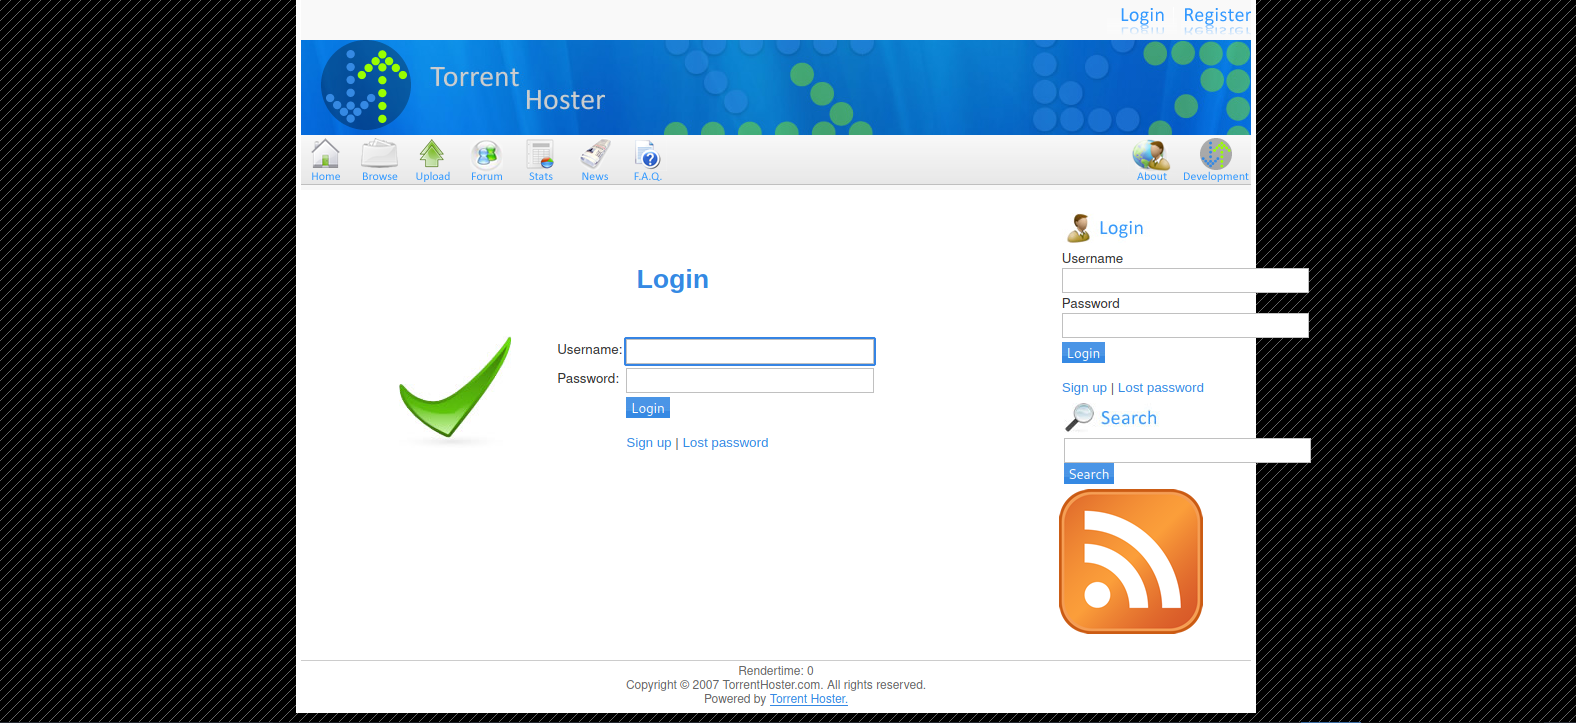 Login Register
Torrent
Hoster
Home Browse Upload Forum Stats News F.A.Q. About Development
Login
Username:
Password:
Login
Sign up | Lost password
Login
Username
Password
Login
Sign up | Lost password
Search
Search
Rendertime: 0
Copyright © 2007 TorrentHoster.com. All rights reserved.
Powered by Torrent Hoster.